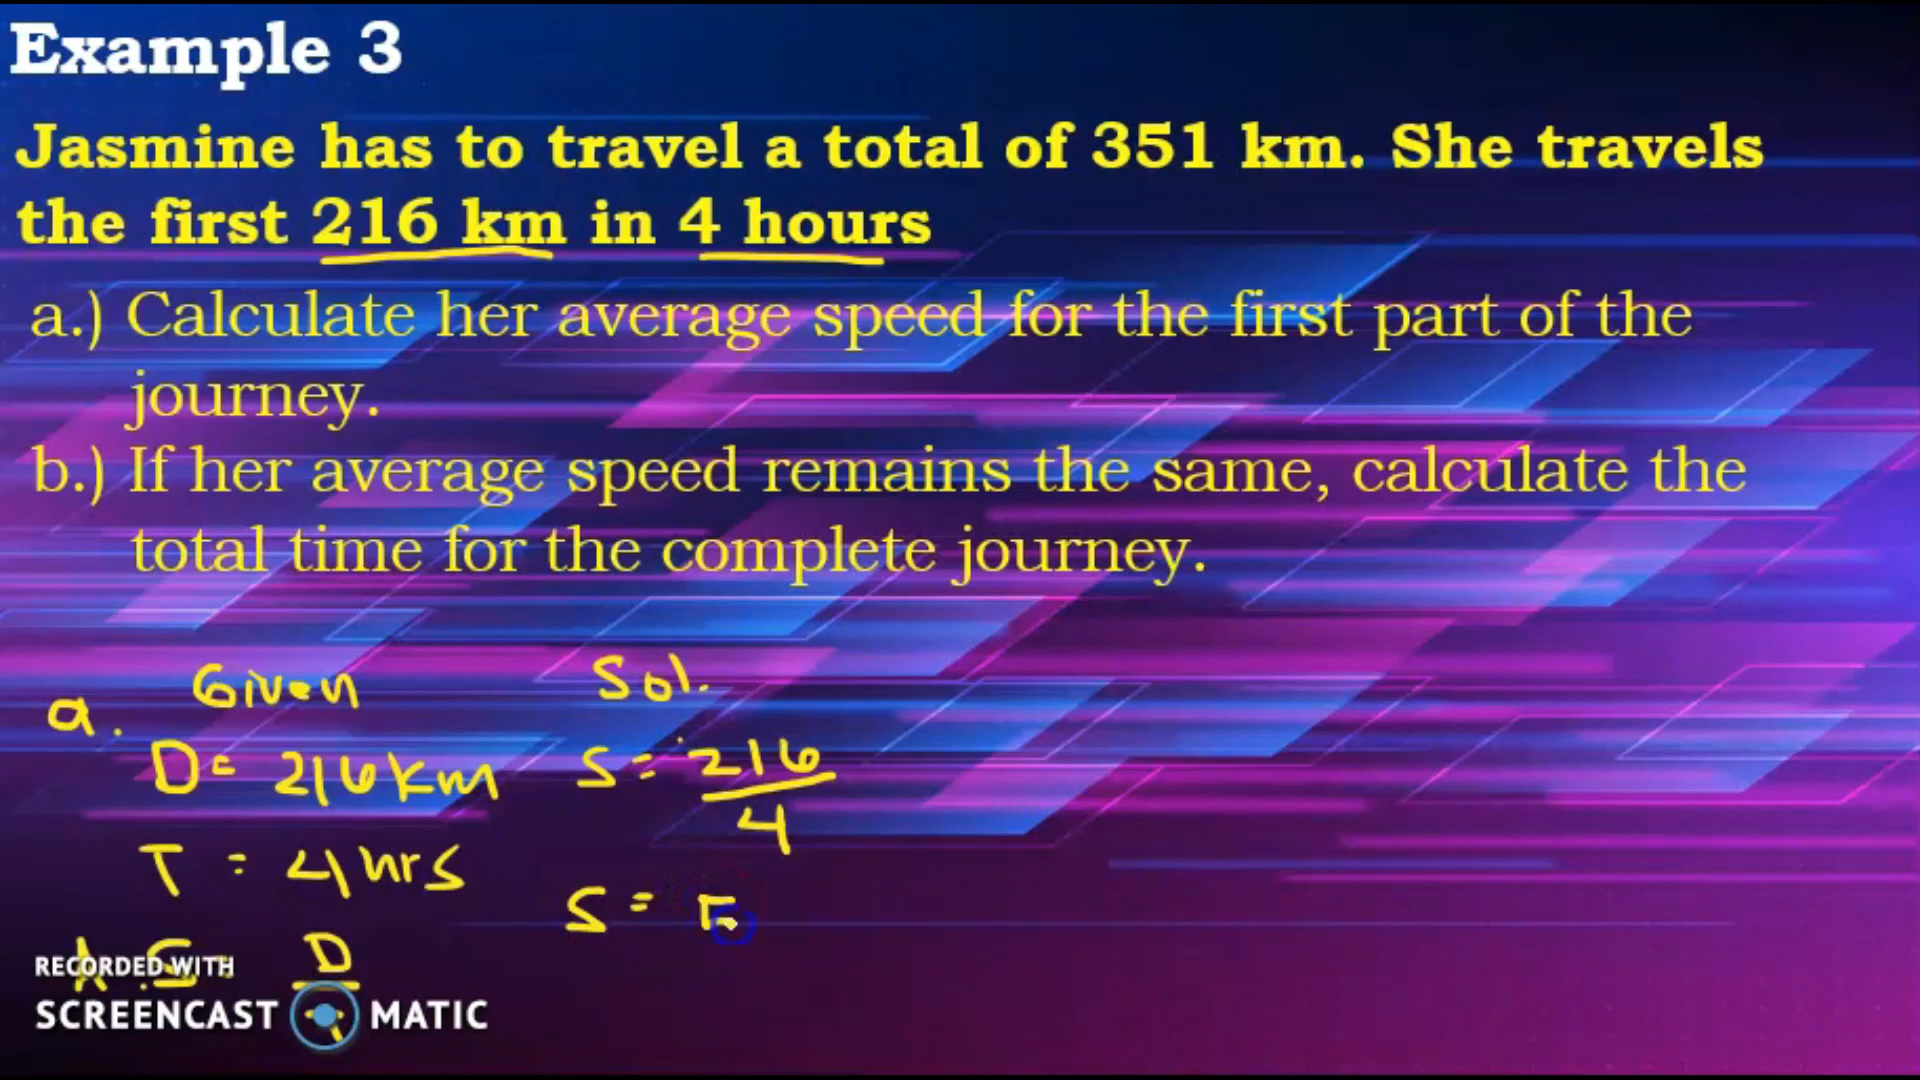 Example 3
Jasmine has to travel a total of 351 km. She travels
the first 216 km in 4 hours
a.) Calculate her average speed for the first part of the
journey.
b.) If her average speed remains the same, calculate the
total time for the complete journey.
Given
Sol.
a.
D= 216km
S= 216
4
T = 4hrs
S=
D
RECORDED WITH
SCREENCAST MATIC